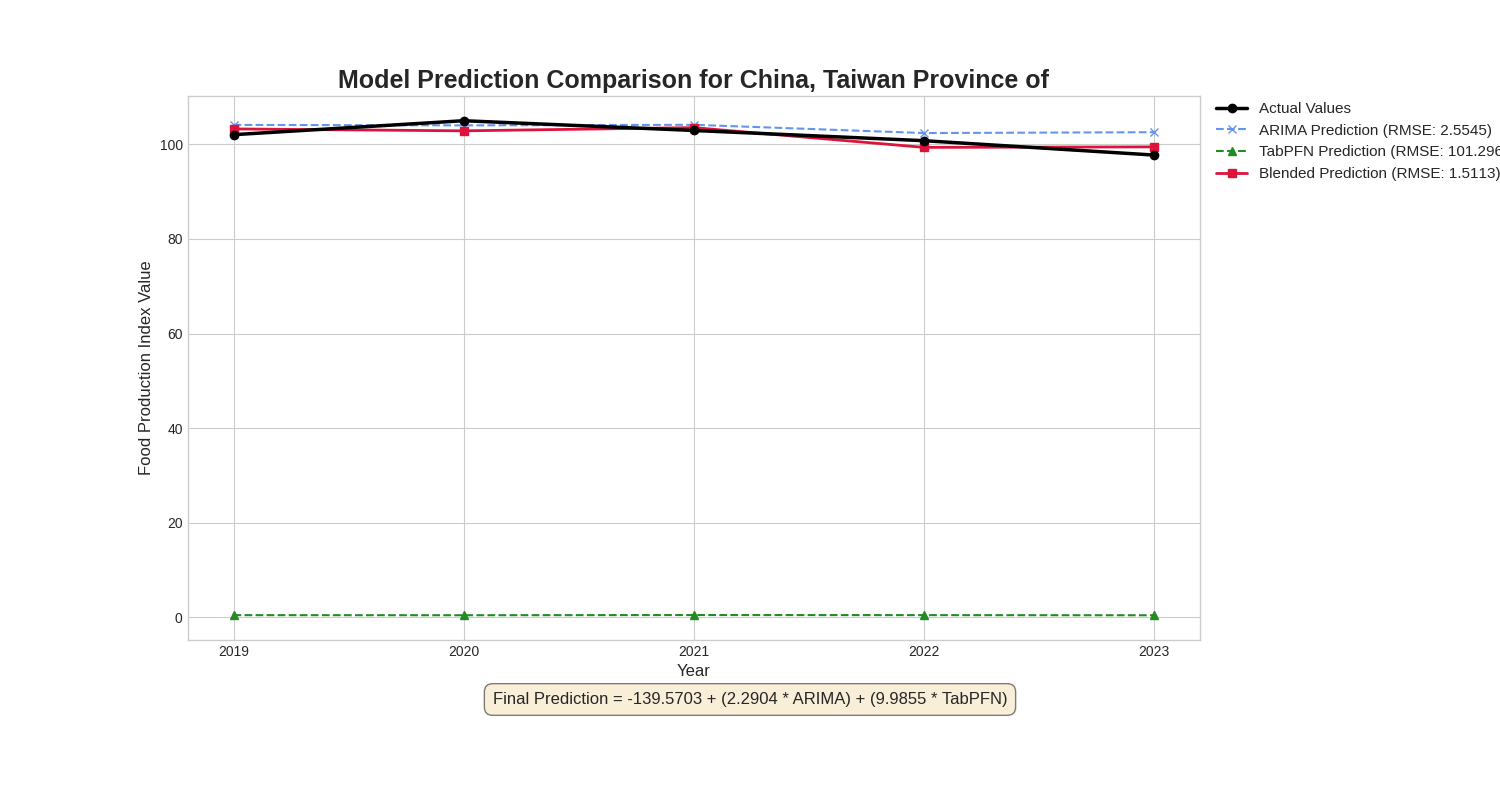 Model Prediction Comparison for China, Taiwan Province of
Actual Values
ARIMA Prediction (RMSE: 2.5545)
TabPFN Prediction (RMSE: 101.296
Blended Prediction (RMSE: 1.5113)
Food Production Index Value
100
80
60
40
20
0
2019 2020 2021 2022 2023
Year
Final Prediction = -139.5703 + (2.2904 * ARIMA) + (9.9855 * TabPFN)